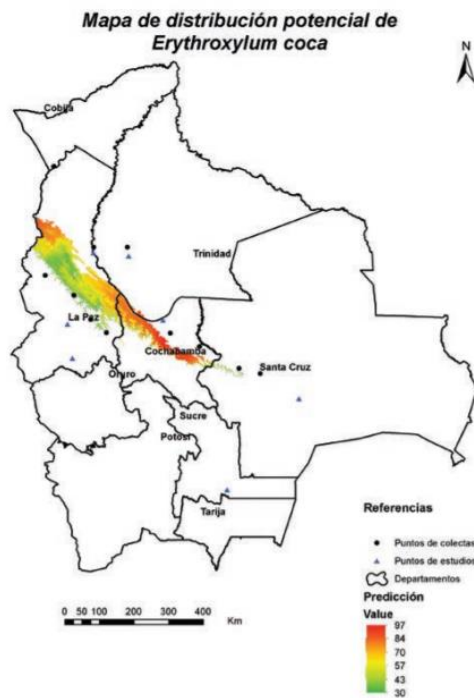 Mapa de distribución potencial de
Erythroxylum coca
N
Cobija
Trinidad
La Paz
Cochabamba
Santa Cruz
Oruro
Sucre
Potosí
Tarija
Referencias
Puntos de colectas
Puntos de estudios
Departamentos
Predicción
Value
97
84
70
57
43
30
0 50 100 200 300 400
Km